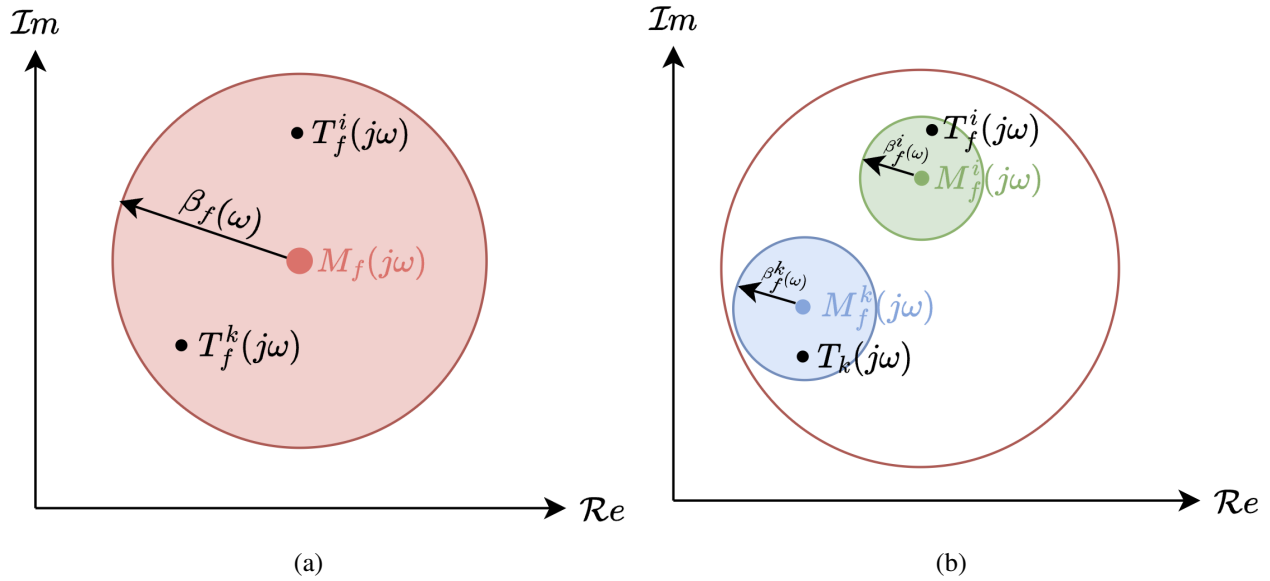 ℐm
T_f^i(jω)
β_f(ω)
M_f(jω)
T_f^k(jω)
ℛe
(a)
ℐm
T_f^i(jω)
β_f^i(ω)
M_f^i(jω)
β_f^k(ω)
M_f^k(jω)
T_k(jω)
ℛe
(b)